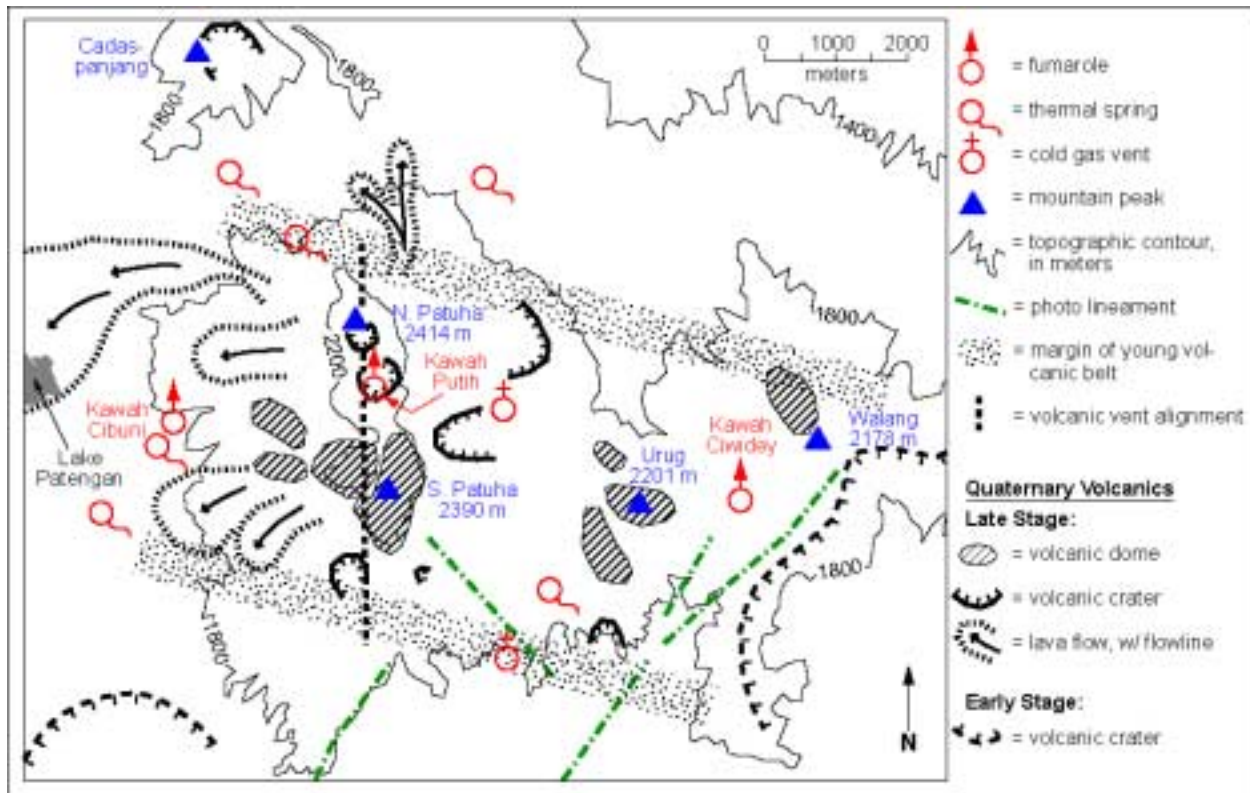 Cadas-
panjang
1800
1800
0 1000 2000
meters
1400
N. Patuha
2414 m
2200
Kawah
Putih
1800
Kawah
Cibuni
Lake
Patengan
S. Patuha
2390 m
Urug
2201 m
Kawah
Ciwidey
Walang
2178 m
1800
1800
N
= fumarole
= thermal spring
= cold gas vent
= mountain peak
= topographic contour,
in meters
= photo lineament
= margin of young vol-
canic belt
= volcanic vent alignment
Quaternary Volcanics
Late Stage:
= volcanic dome
= volcanic crater
= lava flow, w/ flowline
Early Stage:
= volcanic crater